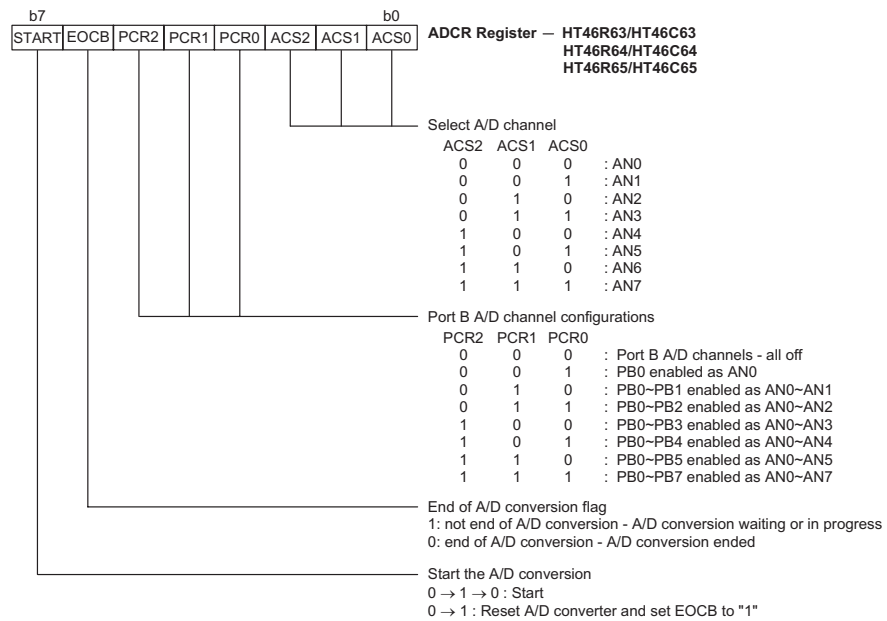 b7 b0
START EOCB PCR2 PCR1 PCR0 ACS2 ACS1 ACS0
ADCR Register — HT46R63/HT46C63
HT46R64/HT46C64
HT46R65/HT46C65
Select A/D channel
ACS2 ACS1 ACS0
0 0 0 : AN0
0 0 1 : AN1
0 1 0 : AN2
0 1 1 : AN3
1 0 0 : AN4
1 0 1 : AN5
1 1 0 : AN6
1 1 1 : AN7
Port B A/D channel configurations
PCR2 PCR1 PCR0
0 0 0 : Port B A/D channels - all off
0 0 1 : PB0 enabled as AN0
0 1 0 : PB0~PB1 enabled as AN0~AN1
0 1 1 : PB0~PB2 enabled as AN0~AN2
1 0 0 : PB0~PB3 enabled as AN0~AN3
1 0 1 : PB0~PB4 enabled as AN0~AN4
1 1 0 : PB0~PB5 enabled as AN0~AN5
1 1 1 : PB0~PB7 enabled as AN0~AN7
End of A/D conversion flag
1: not end of A/D conversion - A/D conversion waiting or in progress
0: end of A/D conversion - A/D conversion ended
Start the A/D conversion
0 → 1 → 0 : Start
0 → 1 : Reset A/D converter and set EOCB to "1"